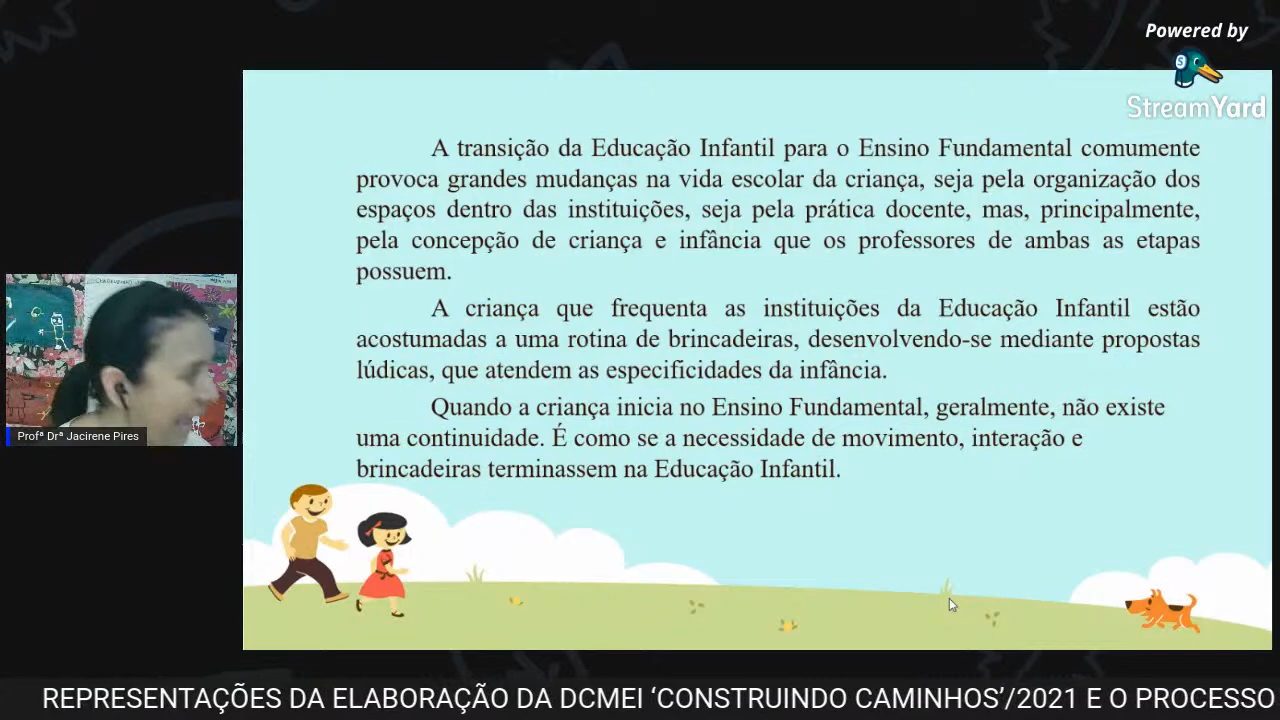 Powered by
StreamYard
A transição da Educação Infantil para o Ensino Fundamental comumente
provoca grandes mudanças na vida escolar da criança, seja pela organização dos
espaços dentro das instituições, seja pela prática docente, mas, principalmente,
pela concepção de criança e infância que os professores de ambas as etapas
possuem.
A criança que frequenta as instituições da Educação Infantil estão
acostumadas a uma rotina de brincadeiras, desenvolvendo-se mediante propostas
lúdicas, que atendem as especificidades da infância.
Quando a criança inicia no Ensino Fundamental, geralmente, não existe
uma continuidade. É como se a necessidade de movimento, interação e
brincadeiras terminassem na Educação Infantil.
Profª Drª Jacirene Pires
REPRESENTAÇÕES DA ELABORAÇÃO DA DCMEI ‘CONSTRUINDO CAMINHOS’/2021 E O PROCESSO